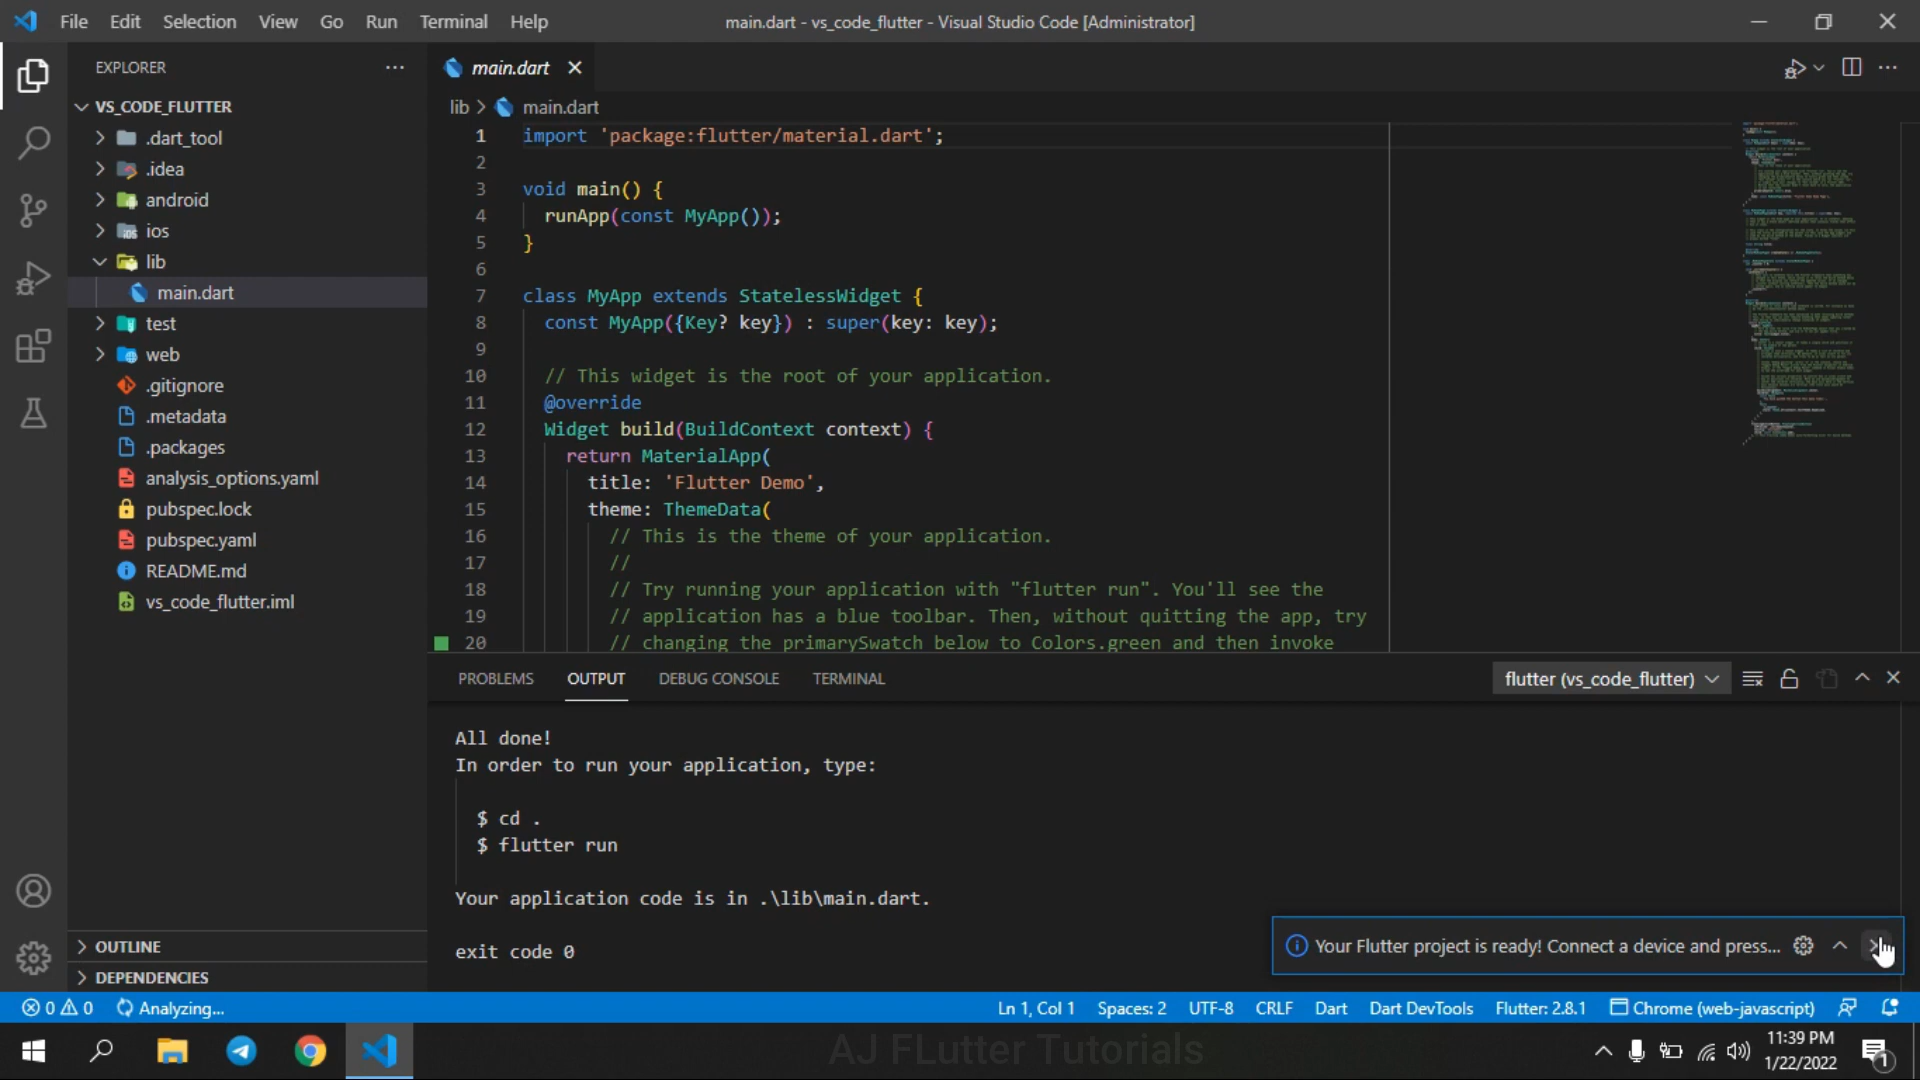 File Edit Selection View Go Run Terminal Help
main.dart - vs_code_flutter - Visual Studio Code [Administrator]
EXPLORER
VS_CODE_FLUTTER
.dart_tool
.idea
android
ios
lib
main.dart
test
web
.gitignore
.metadata
.packages
analysis_options.yaml
pubspec.lock
pubspec.yaml
README.md
vs_code_flutter.iml
OUTLINE
DEPENDENCIES
main.dart
lib > main.dart
1 import 'package:flutter/material.dart';
2
3 void main() {
4 runApp(const MyApp());
5 }
6
7 class MyApp extends StatelessWidget {
8 const MyApp({Key? key}) : super(key: key);
9
10 // This widget is the root of your application.
11 @override
12 Widget build(BuildContext context) {
13 return MaterialApp(
14 title: 'Flutter Demo',
15 theme: ThemeData(
16 // This is the theme of your application.
17 //
18 // Try running your application with "flutter run". You'll see the
19 // application has a blue toolbar. Then, without quitting the app, try
20 // changing the primarySwatch below to Colors.green and then invoke
PROBLEMS OUTPUT DEBUG CONSOLE TERMINAL
flutter (vs_code_flutter)
All done!
In order to run your application, type:
$ cd .
$ flutter run
Your application code is in .\lib\main.dart.
exit code 0
Your Flutter project is ready! Connect a device and press...
0 0 Analyzing...
Ln 1, Col 1 Spaces: 2 UTF-8 CRLF Dart Dart DevTools Flutter: 2.8.1 Chrome (web-javascript)
AJ FLutter Tutorials
11:39 PM
1/22/2022
1